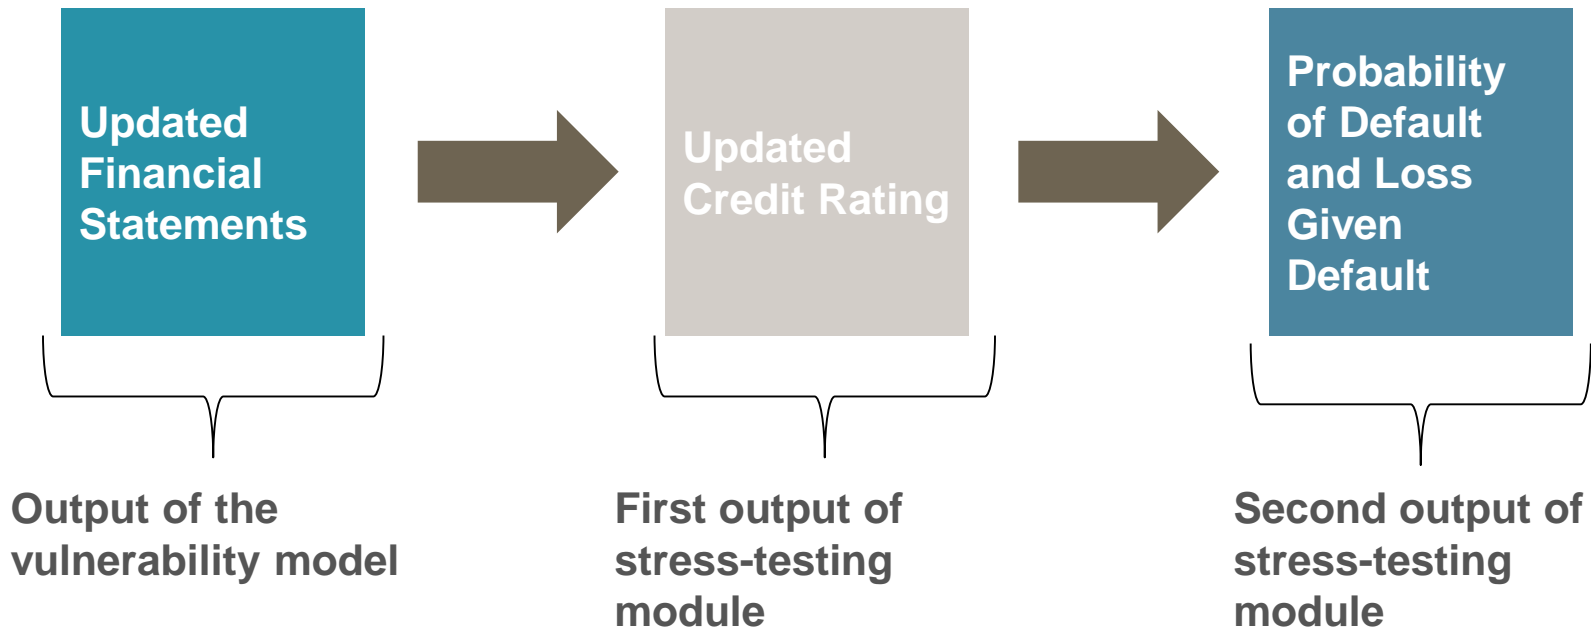 Updated
Financial
Statements
Updated
Credit Rating
Probability
of Default
and Loss
Given
Default
Output of the
vulnerability model
First output of
stress-testing
module
Second output of
stress-testing
module